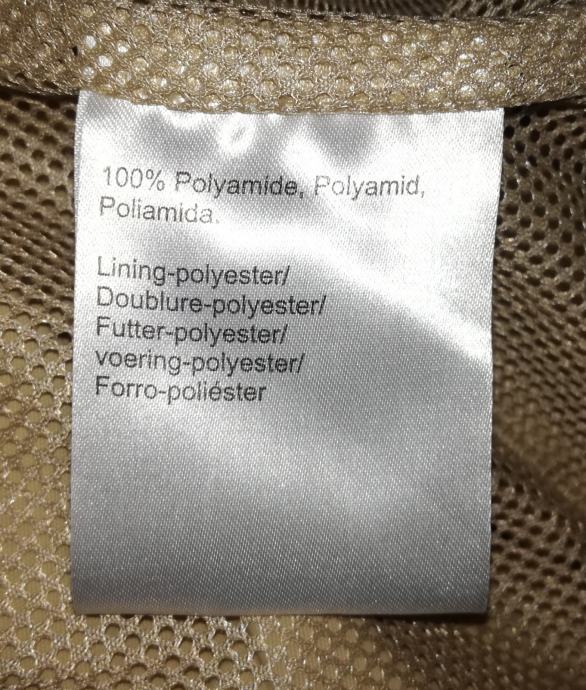 100% Polyamide, Polyamid,
Poliamida.
Lining-polyester/
Doublure-polyester/
Futter-polyester/
voering-polyester/
Forro-poliéster